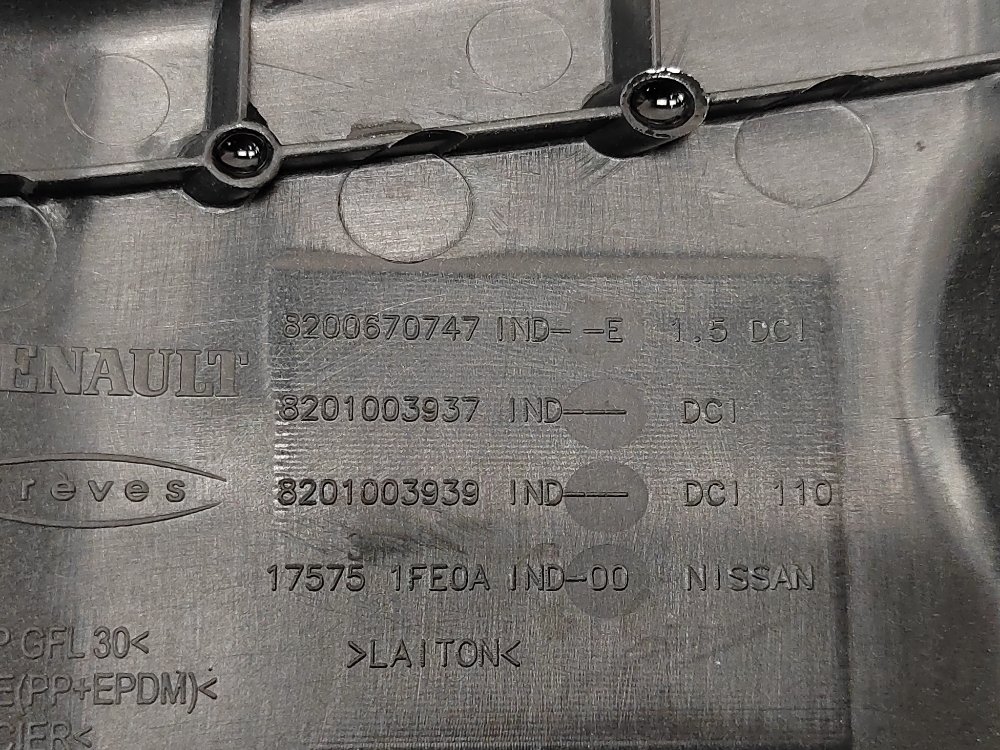 8200670747 IND--E 1.5 DCI
ENAULT
8201003937 IND--- DCI
reves
8201003939 IND--- DCI 110
17575 1FE0A IND-00 NISSAN
P GFL 30<
>LAITON<
E(PP+EPDM)<
CIER<